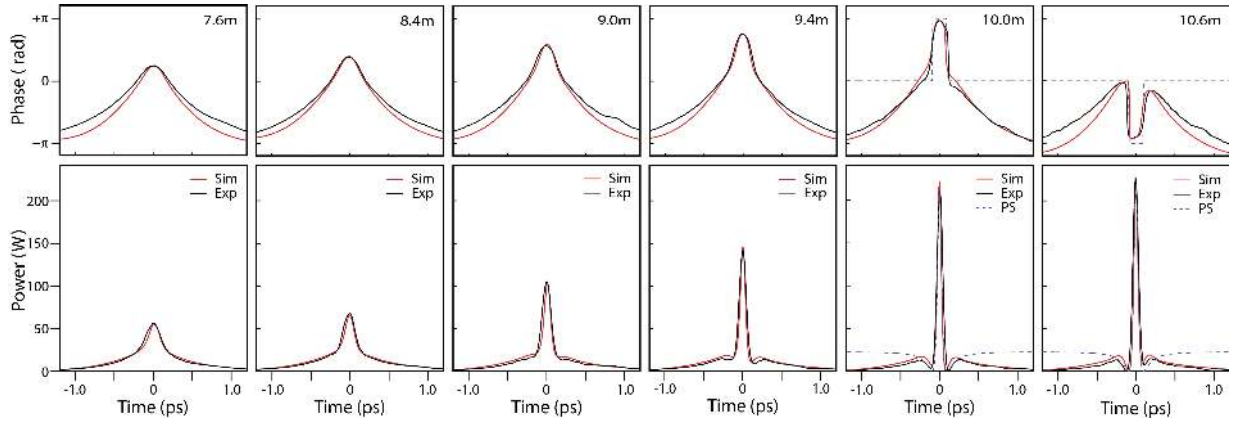 7.6m
8.4m
9.0m
9.4m
10.0m
10.6m
+π
0
−π
Phase ( rad)
Sim
Exp
Sim
Exp
Sim
Exp
Sim
Exp
Sim
Exp
PS
Sim
Exp
PS
200
150
100
50
0
Power (W)
-1.0 0 1.0
-1.0 0 1.0
-1.0 0 1.0
-1.0 0 1.0
-1.0 0 1.0
-1.0 0 1.0
Time (ps)
Time (ps)
Time (ps)
Time (ps)
Time (ps)
Time (ps)